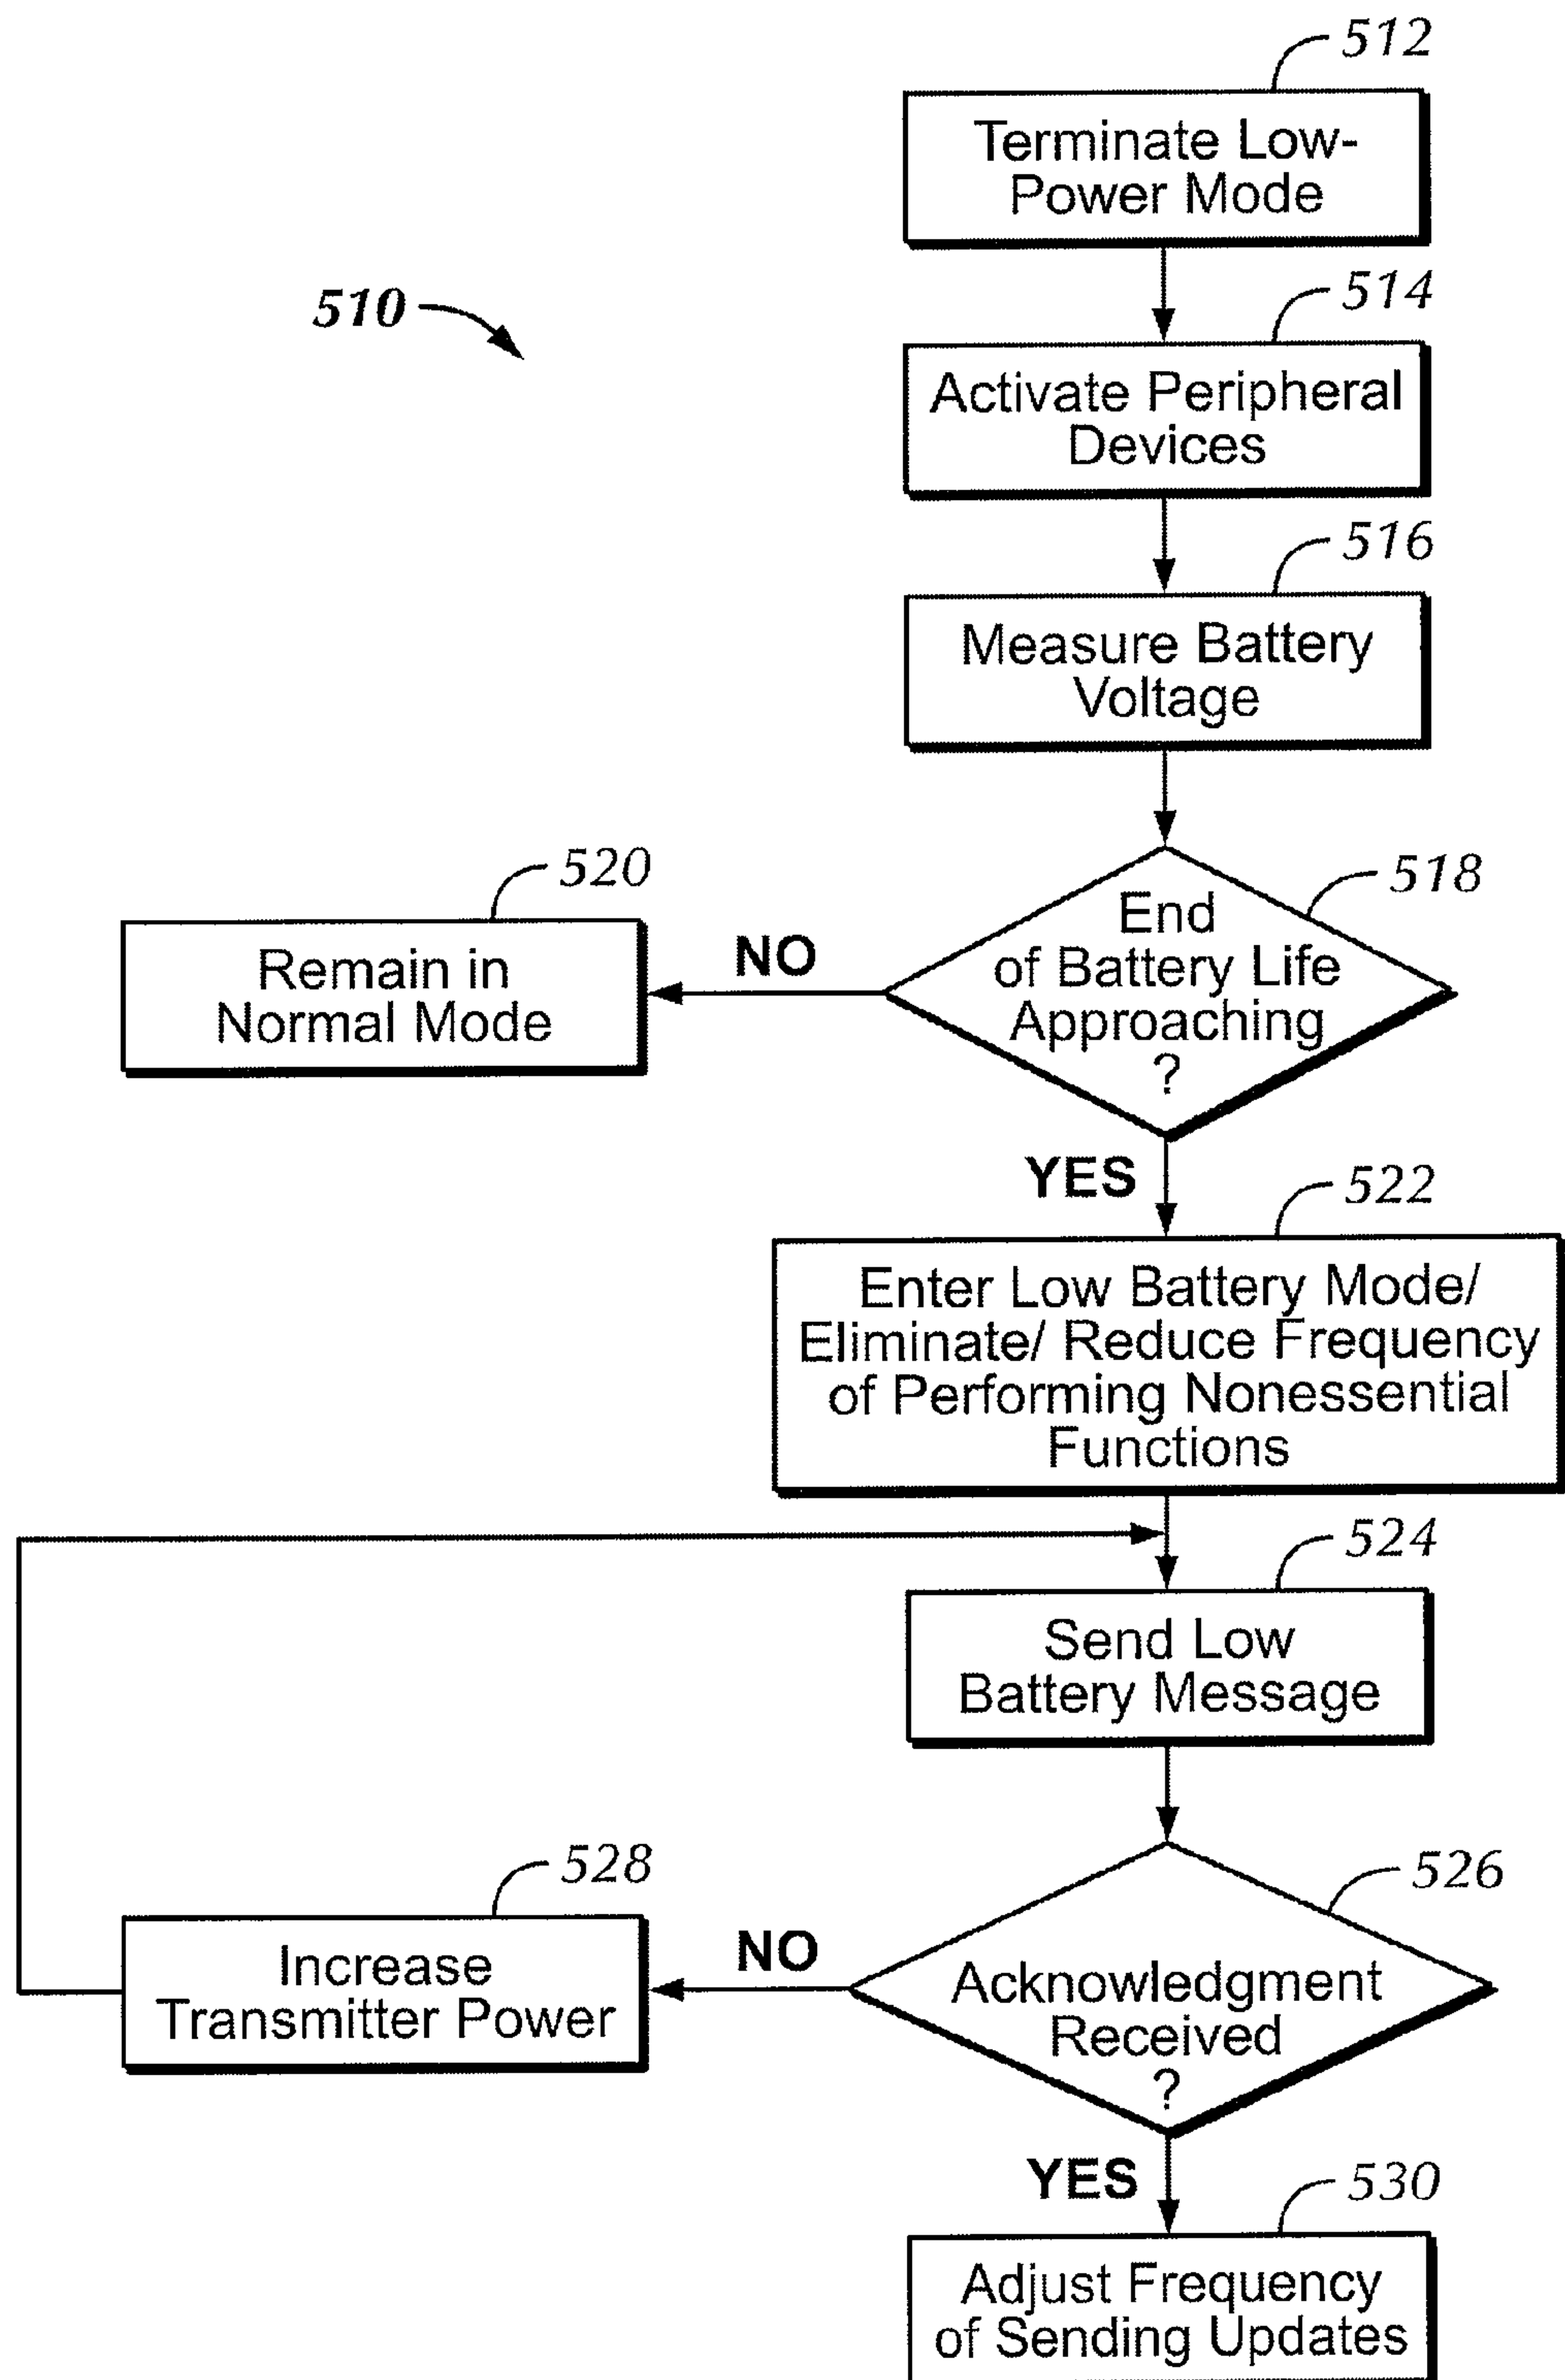 512
Terminate Low-
Power Mode
510
514
Activate Peripheral
Devices
516
Measure Battery
Voltage
518
End
of Battery Life
Approaching
?
NO
520
Remain in
Normal Mode
YES
522
Enter Low Battery Mode/
Eliminate/ Reduce Frequency
of Performing Nonessential
Functions
524
Send Low
Battery Message
526
Acknowledgment
Received
?
NO
528
Increase
Transmitter Power
YES
530
Adjust Frequency
of Sending Updates